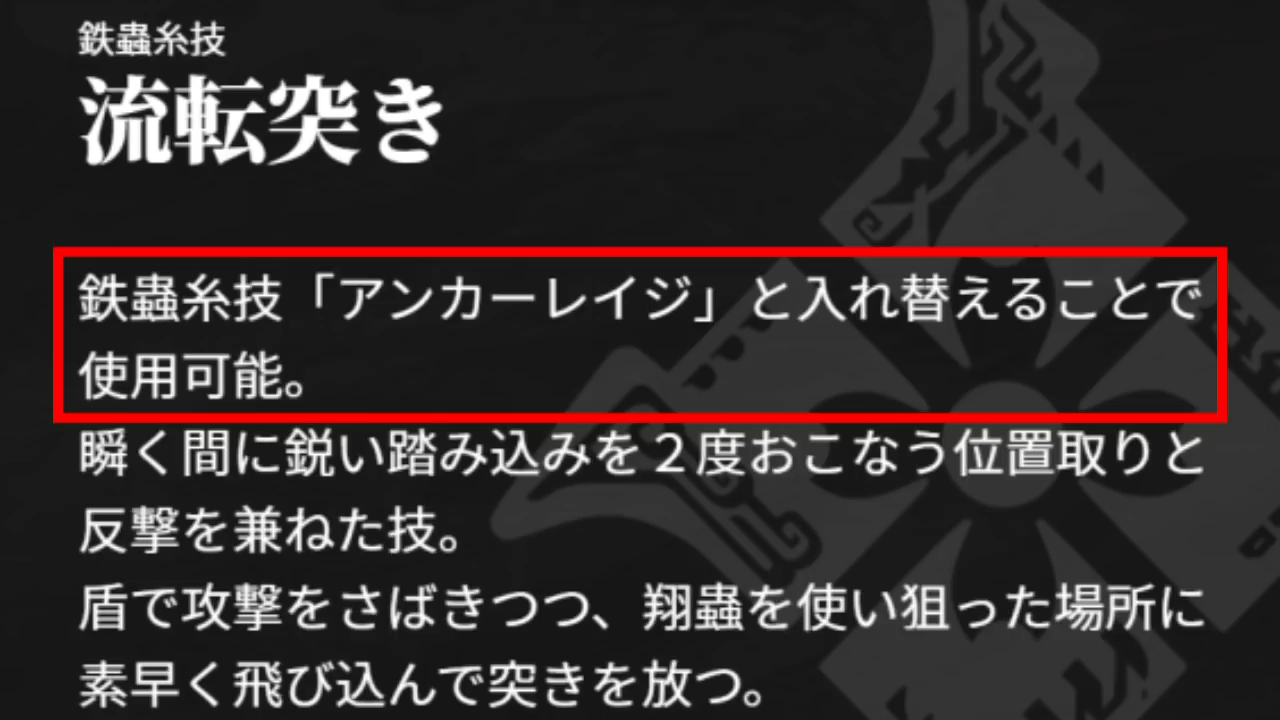 鉄蟲糸技
流転突き
鉄蟲糸技「アンカーレイジ」と入れ替えることで
使用可能。
瞬く間に鋭い踏み込みを２度おこなう位置取りと
反撃を兼ねた技。
盾で攻撃をさばきつつ、翔蟲を使い狙った場所に
素早く飛び込んで突きを放つ。